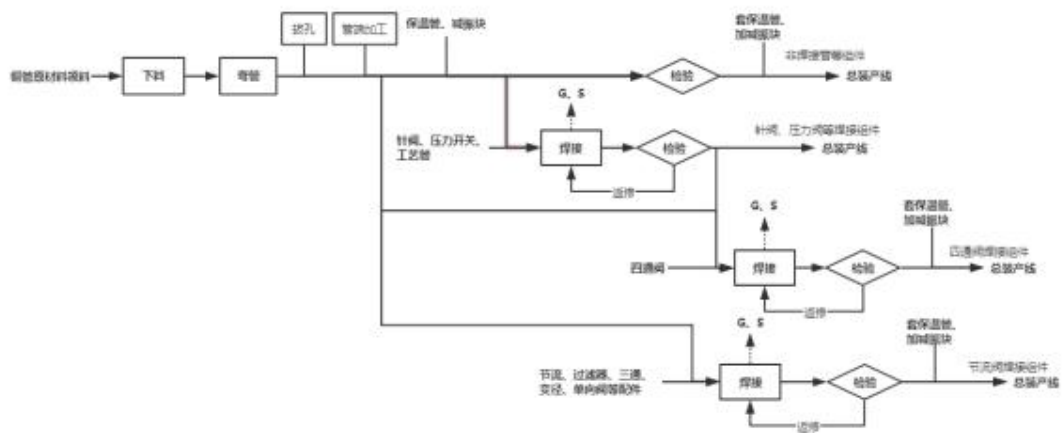 拔孔
管端加工
保温管、减振块
套保温管、
加减振块
非焊接管等组件
铜管原材料领料
下料
弯管
检验
总装产线
G、S
针阀、压力开关、
工艺管
焊接
检验
针阀、压力阀等焊接组件
总装产线
返修
G、S
套保温管、
加减振块
四通阀
焊接
检验
四通阀焊接组件
总装产线
返修
G、S
套保温管、
加减振块
节流、过滤器、三通、
变径、单向阀等配件
焊接
检验
节流阀焊接组件
总装产线
返修